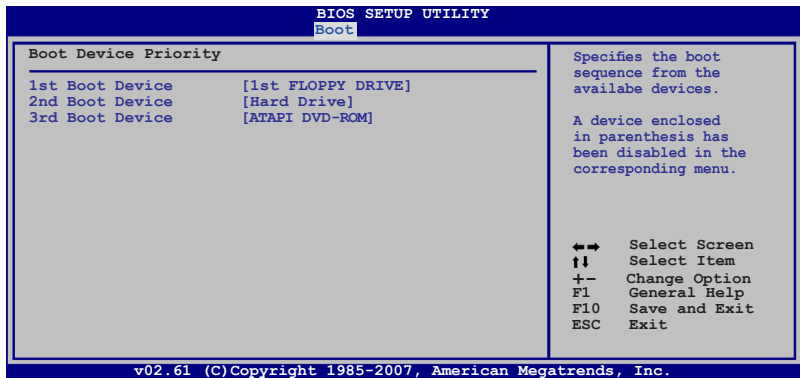 BIOS SETUP UTILITY
Boot
Boot Device Priority
1st Boot Device [1st FLOPPY DRIVE]
2nd Boot Device [Hard Drive]
3rd Boot Device [ATAPI DVD-ROM]
Specifies the boot
sequence from the
availabe devices.
A device enclosed
in parenthesis has
been disabled in the
corresponding menu.
←→ Select Screen
↑↓ Select Item
+− Change Option
F1 General Help
F10 Save and Exit
ESC Exit
v02.61 (C)Copyright 1985-2007, American Megatrends, Inc.